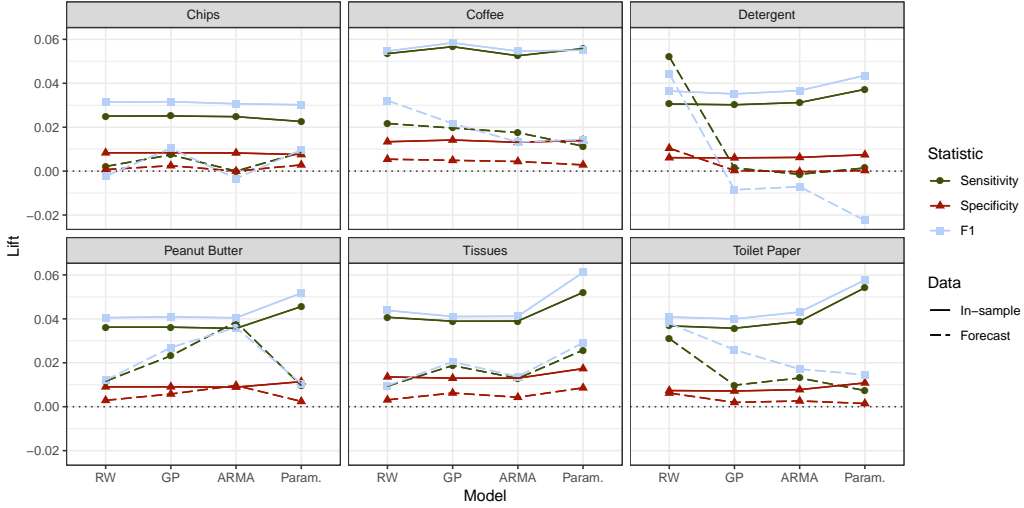 Chips
Coffee
Detergent
0.06
0.04
0.02
0.00
−0.02
Peanut Butter
Tissues
Toilet Paper
0.06
0.04
0.02
0.00
−0.02
RW GP ARMA Param.
RW GP ARMA Param.
RW GP ARMA Param.
Model
Lift
Statistic
Sensitivity
Specificity
F1
Data
In−sample
Forecast